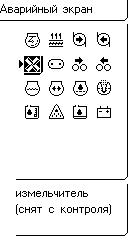 Аварийный экран
измельчитель
(снят с контроля)